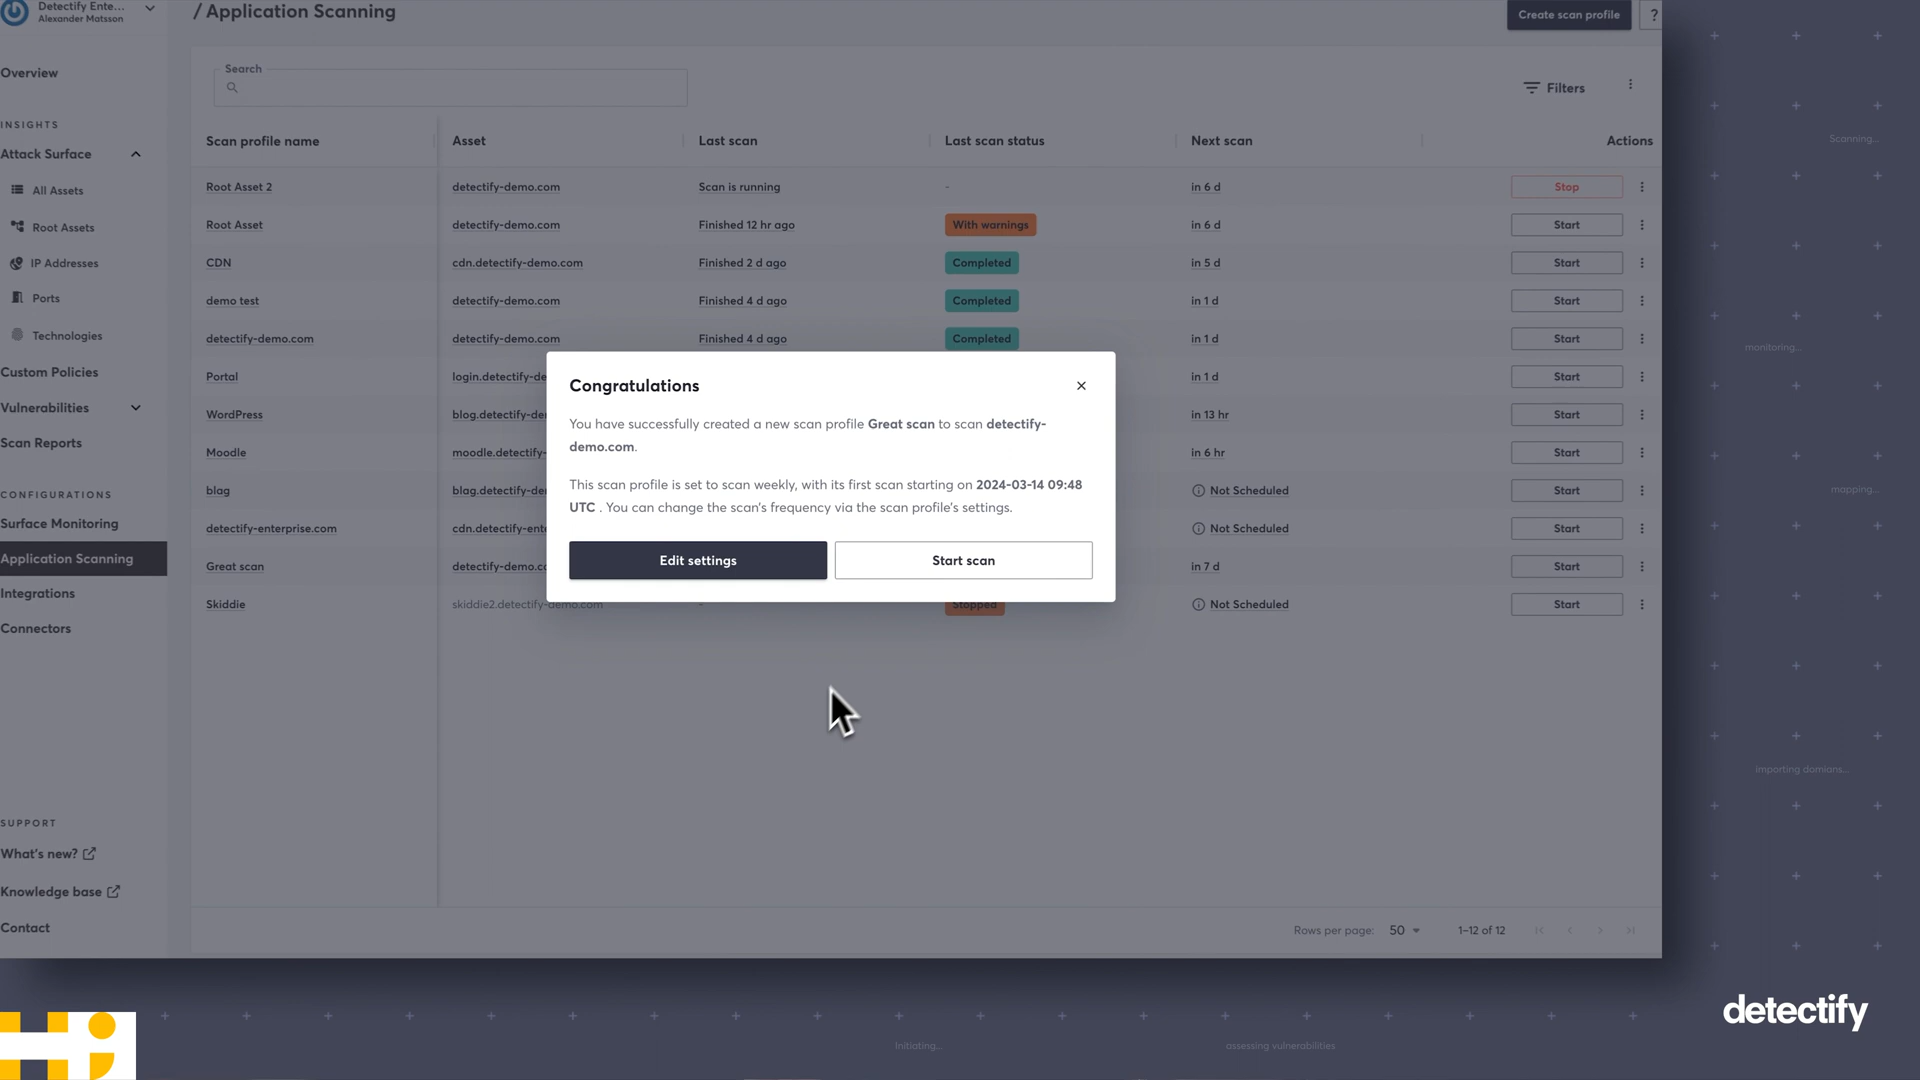 Detectify Ente...
Alexander Matsson
/ Application Scanning
Create scan profile
?
Overview
INSIGHTS
Attack Surface
All Assets
Root Assets
IP Addresses
Ports
Technologies
Custom Policies
Vulnerabilities
Scan Reports
CONFIGURATIONS
Surface Monitoring
Application Scanning
Integrations
Connectors
SUPPORT
What's new?
Knowledge base
Contact
Search
Filters
Scan profile name Asset Last scan Last scan status Next scan Actions
Root Asset 2 detectify-demo.com Scan is running - in 6 d Stop
Root Asset detectify-demo.com Finished 12 hr ago With warnings in 6 d Start
CDN cdn.detectify-demo.com Finished 2 d ago Completed in 5 d Start
demo test detectify-demo.com Finished 4 d ago Completed in 1 d Start
detectify-demo.com detectify-demo.com Finished 4 d ago Completed in 1 d Start
Portal login.detectify-de in 1 d Start
WordPress blog.detectify-de in 13 hr Start
Moodle moodle.detectify- in 6 hr Start
blag blag.detectify-de Not Scheduled Start
detectify-enterprise.com cdn.detectify-ent Not Scheduled Start
Great scan detectify-demo.c in 7 d Start
Skiddie skiddie2.detectify-demo.com - Stopped Not Scheduled Start
Congratulations
You have successfully created a new scan profile Great scan to scan detectify-
demo.com.
This scan profile is set to scan weekly, with its first scan starting on 2024-03-14 09:48
UTC . You can change the scan's frequency via the scan profile's settings.
Edit settings Start scan
Rows per page: 50 1-12 of 12
Scanning...
monitoring...
mapping...
importing domians...
Initiating...
assessing vulnerabilities
detectify